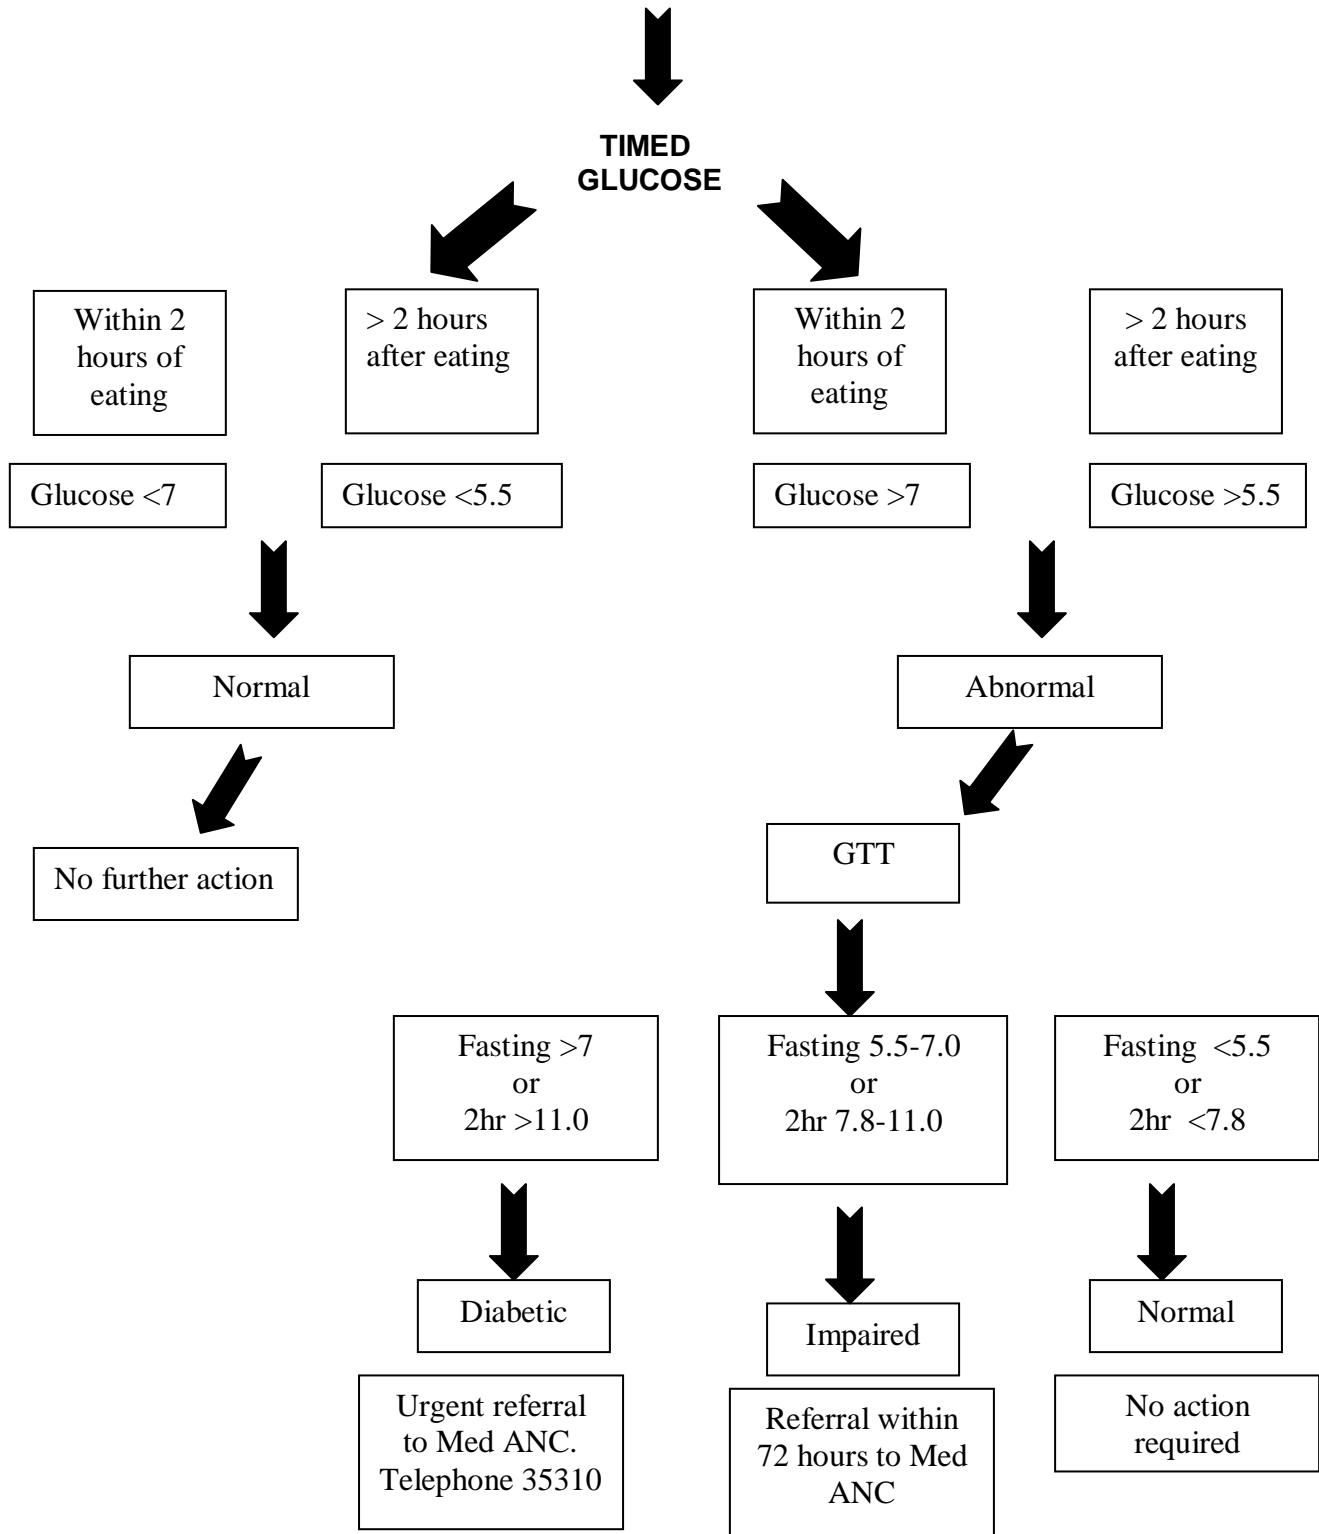 TIMED
GLUCOSE
Within 2
hours of
eating
> 2 hours
after eating
Within 2
hours of
eating
> 2 hours
after eating
Glucose <7
Glucose <5.5
Glucose >7
Glucose >5.5
Normal
Abnormal
No further action
GTT
Fasting >7
or
2hr >11.0
Fasting 5.5-7.0
or
2hr 7.8-11.0
Fasting  <5.5
or
2hr  <7.8
Diabetic
Impaired
Normal
Urgent referral
to Med ANC.
Telephone 35310
Referral within
72 hours to Med
ANC
No action
required